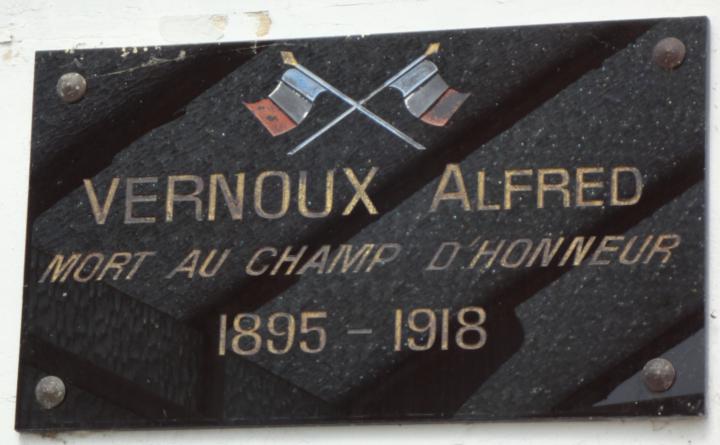 VERNOUX ALFRED
MORT AU CHAMP D'HONNEUR
1895 - 1918